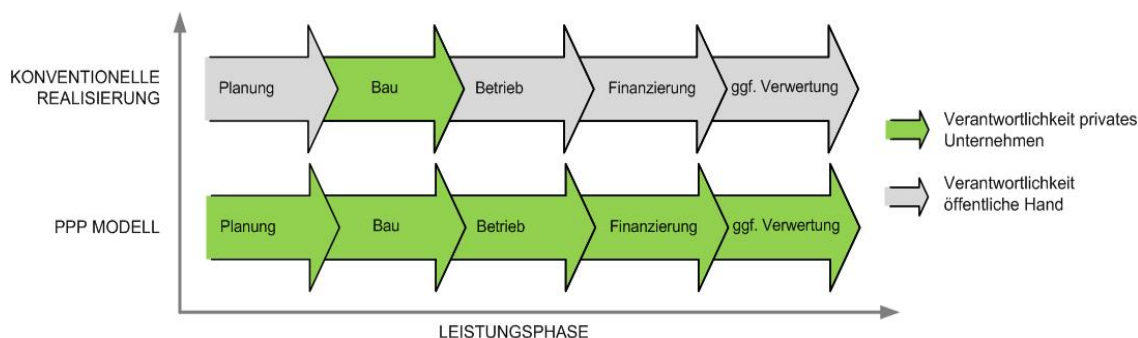 KONVENTIONELLE
REALISIERUNG
Planung
Bau
Betrieb
Finanzierung
ggf. Verwertung
PPP MODELL
Planung
Bau
Betrieb
Finanzierung
ggf. Verwertung
LEISTUNGSPHASE
Verantwortlichkeit privates
Unternehmen
Verantwortlichkeit
öffentliche Hand